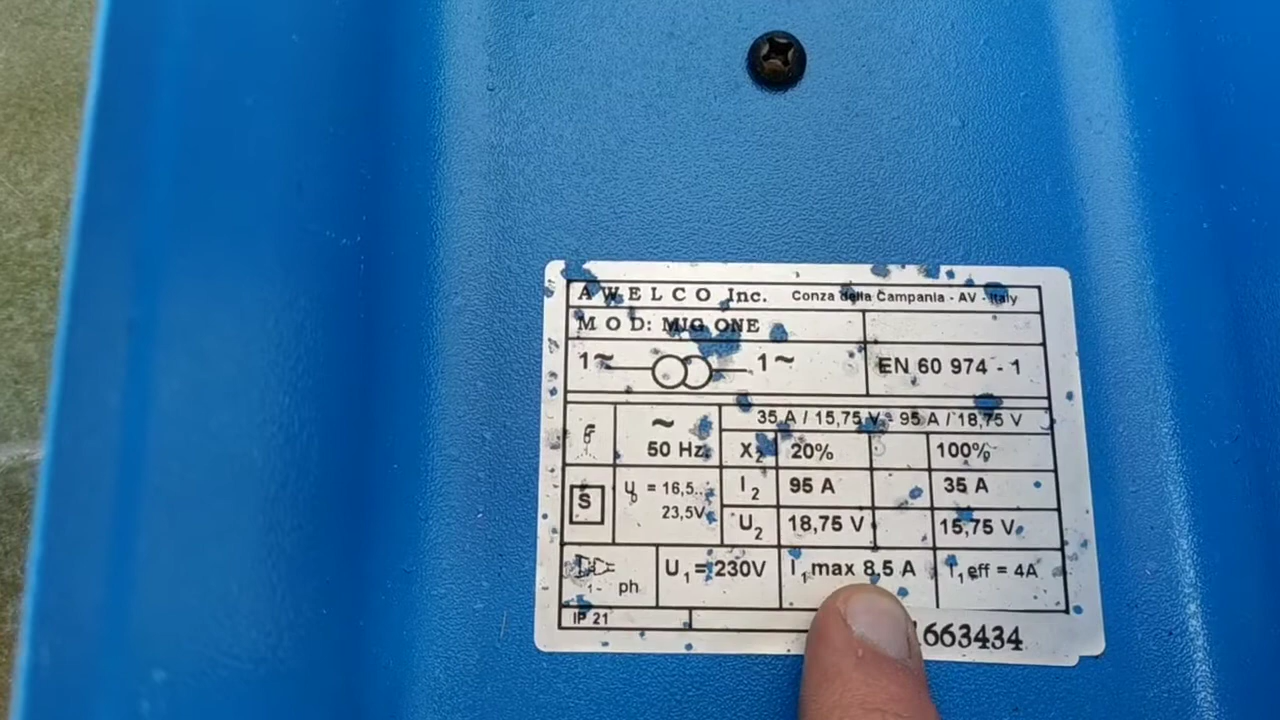 AWELCO Inc. Conza della Campania - AV - Italy
MOD: MIG ONE
1~ 1~ EN 60 974 - 1
35 A / 15,75 V - 95 A / 18,75 V
~ 50 Hz X2 20% 100%
S U0 = 16,5... 23,5V I2 95 A 35 A
U2 18,75 V 15,75 V
1~ ph U1 = 230V I1 max 8,5 A I1 eff = 4A
IP 21
663434